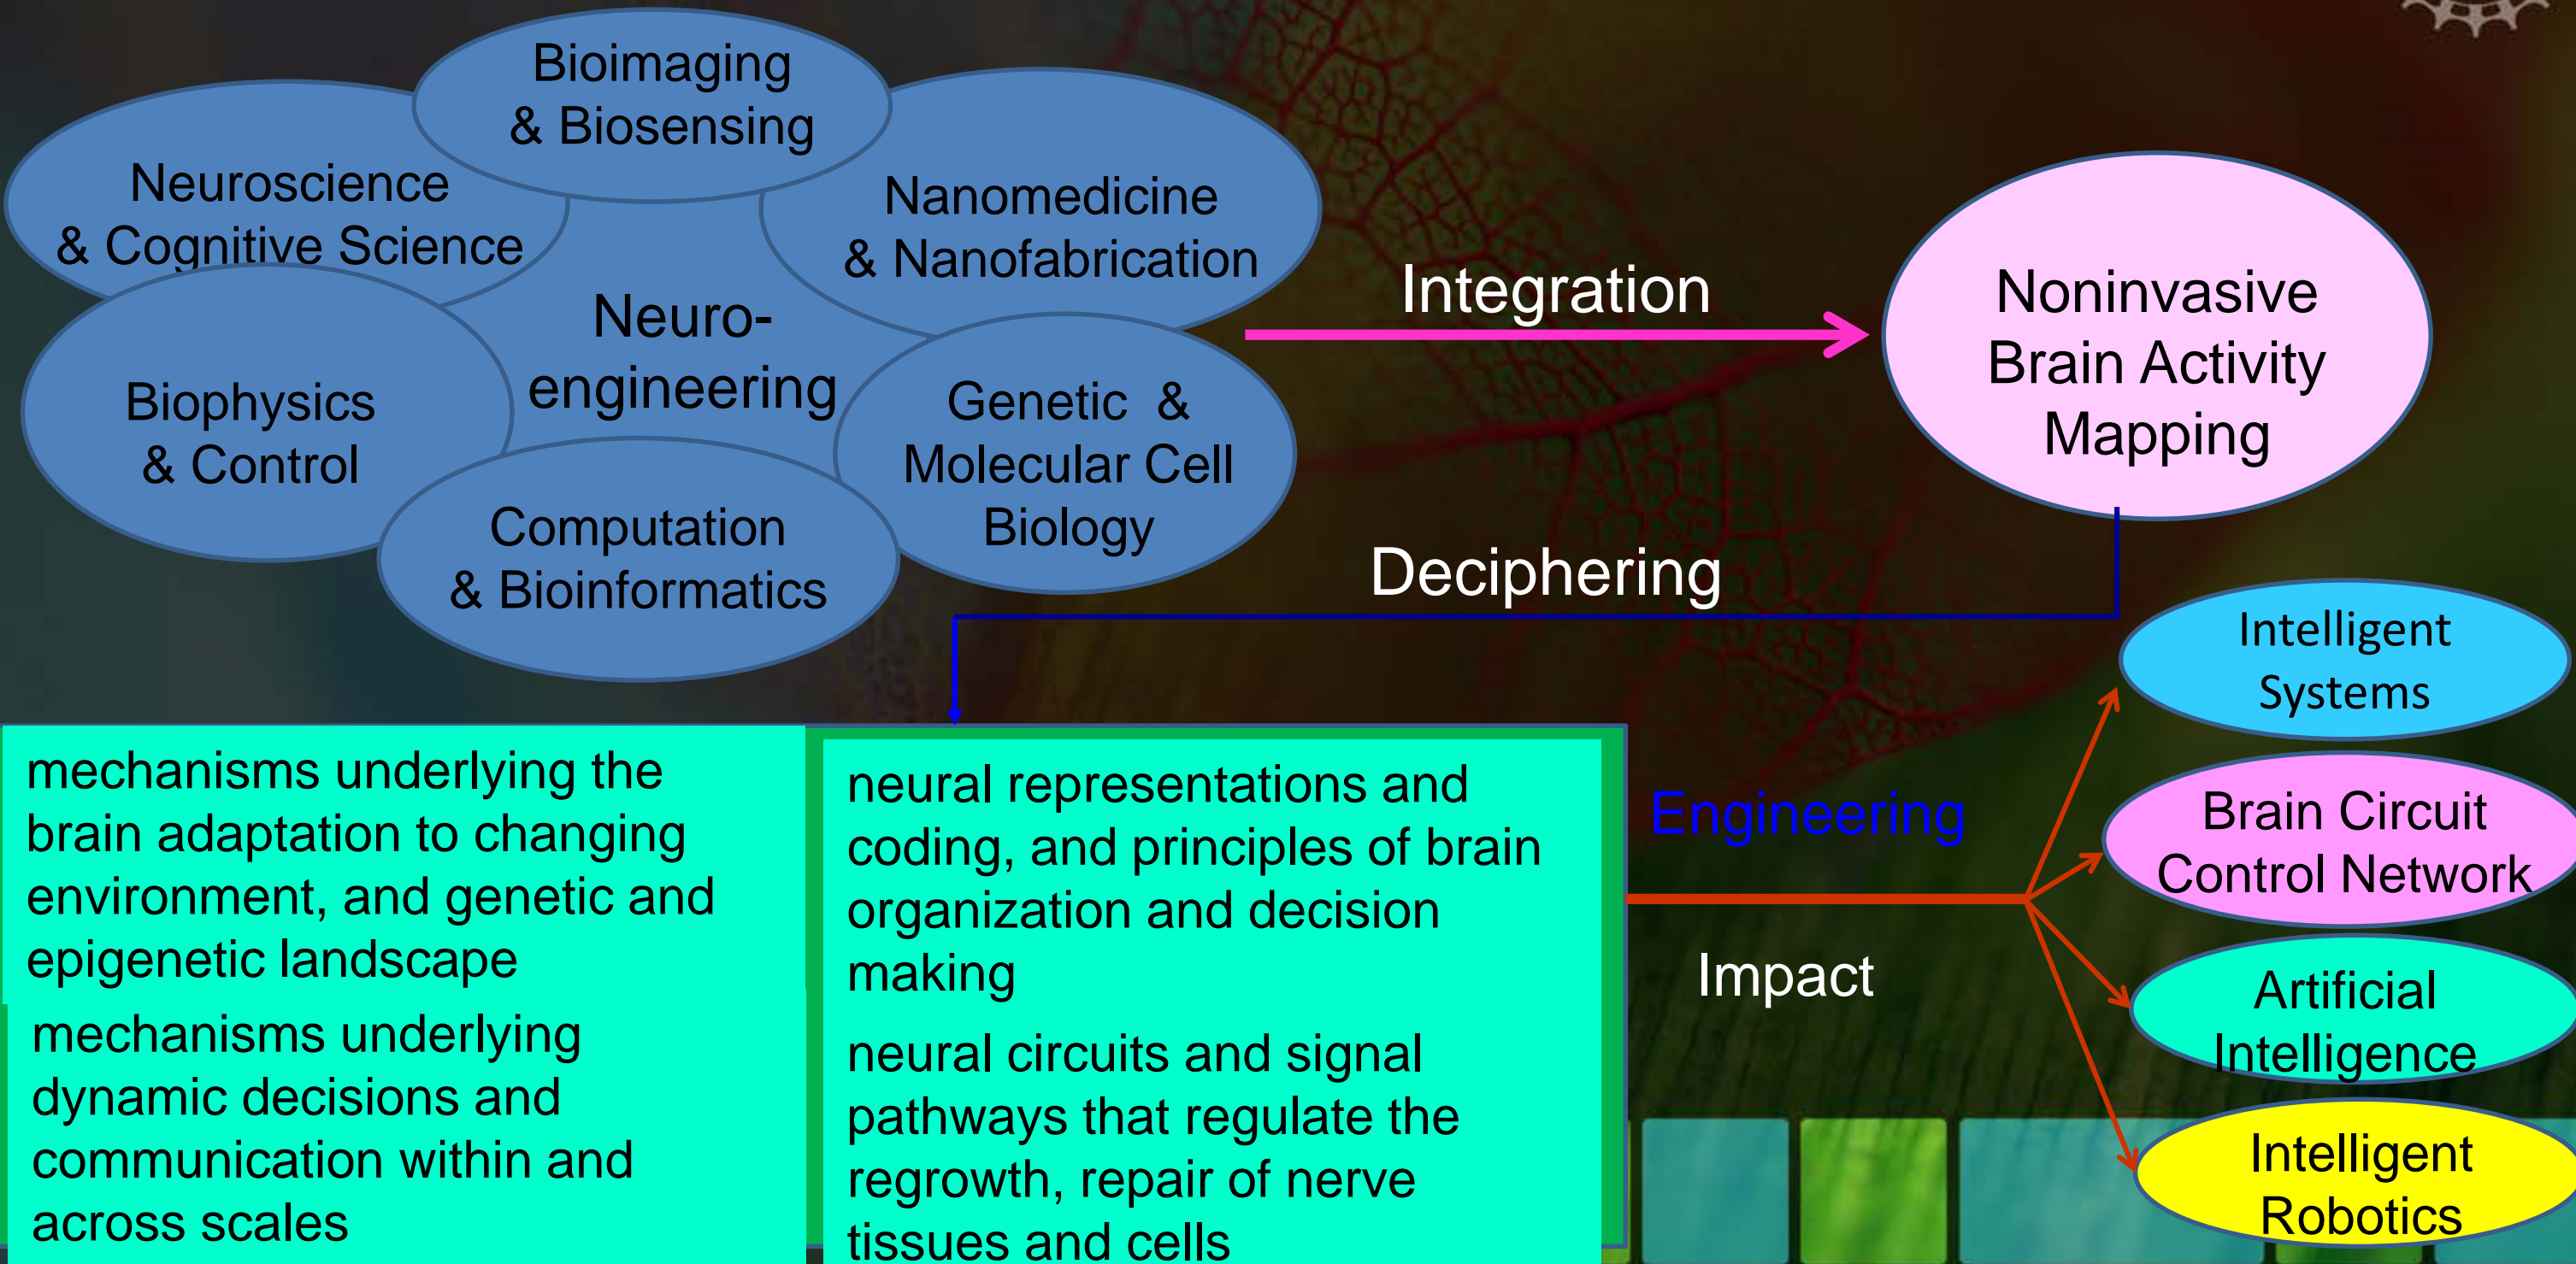 Bioimaging
& Biosensing
Neuroscience
& Cognitive Science
Nanomedicine
& Nanofabrication
Neuro-
engineering
Biophysics
& Control
Genetic &
Molecular Cell
Biology
Computation
& Bioinformatics
Integration
Noninvasive
Brain Activity
Mapping
Deciphering
mechanisms underlying the
brain adaptation to changing
environment, and genetic and
epigenetic landscape
mechanisms underlying
dynamic decisions and
communication within and
across scales
neural representations and
coding, and principles of brain
organization and decision
making
neural circuits and signal
pathways that regulate the
regrowth, repair of nerve
tissues and cells
Engineering
Impact
Intelligent
Systems
Brain Circuit
Control Network
Artificial
Intelligence
Intelligent
Robotics